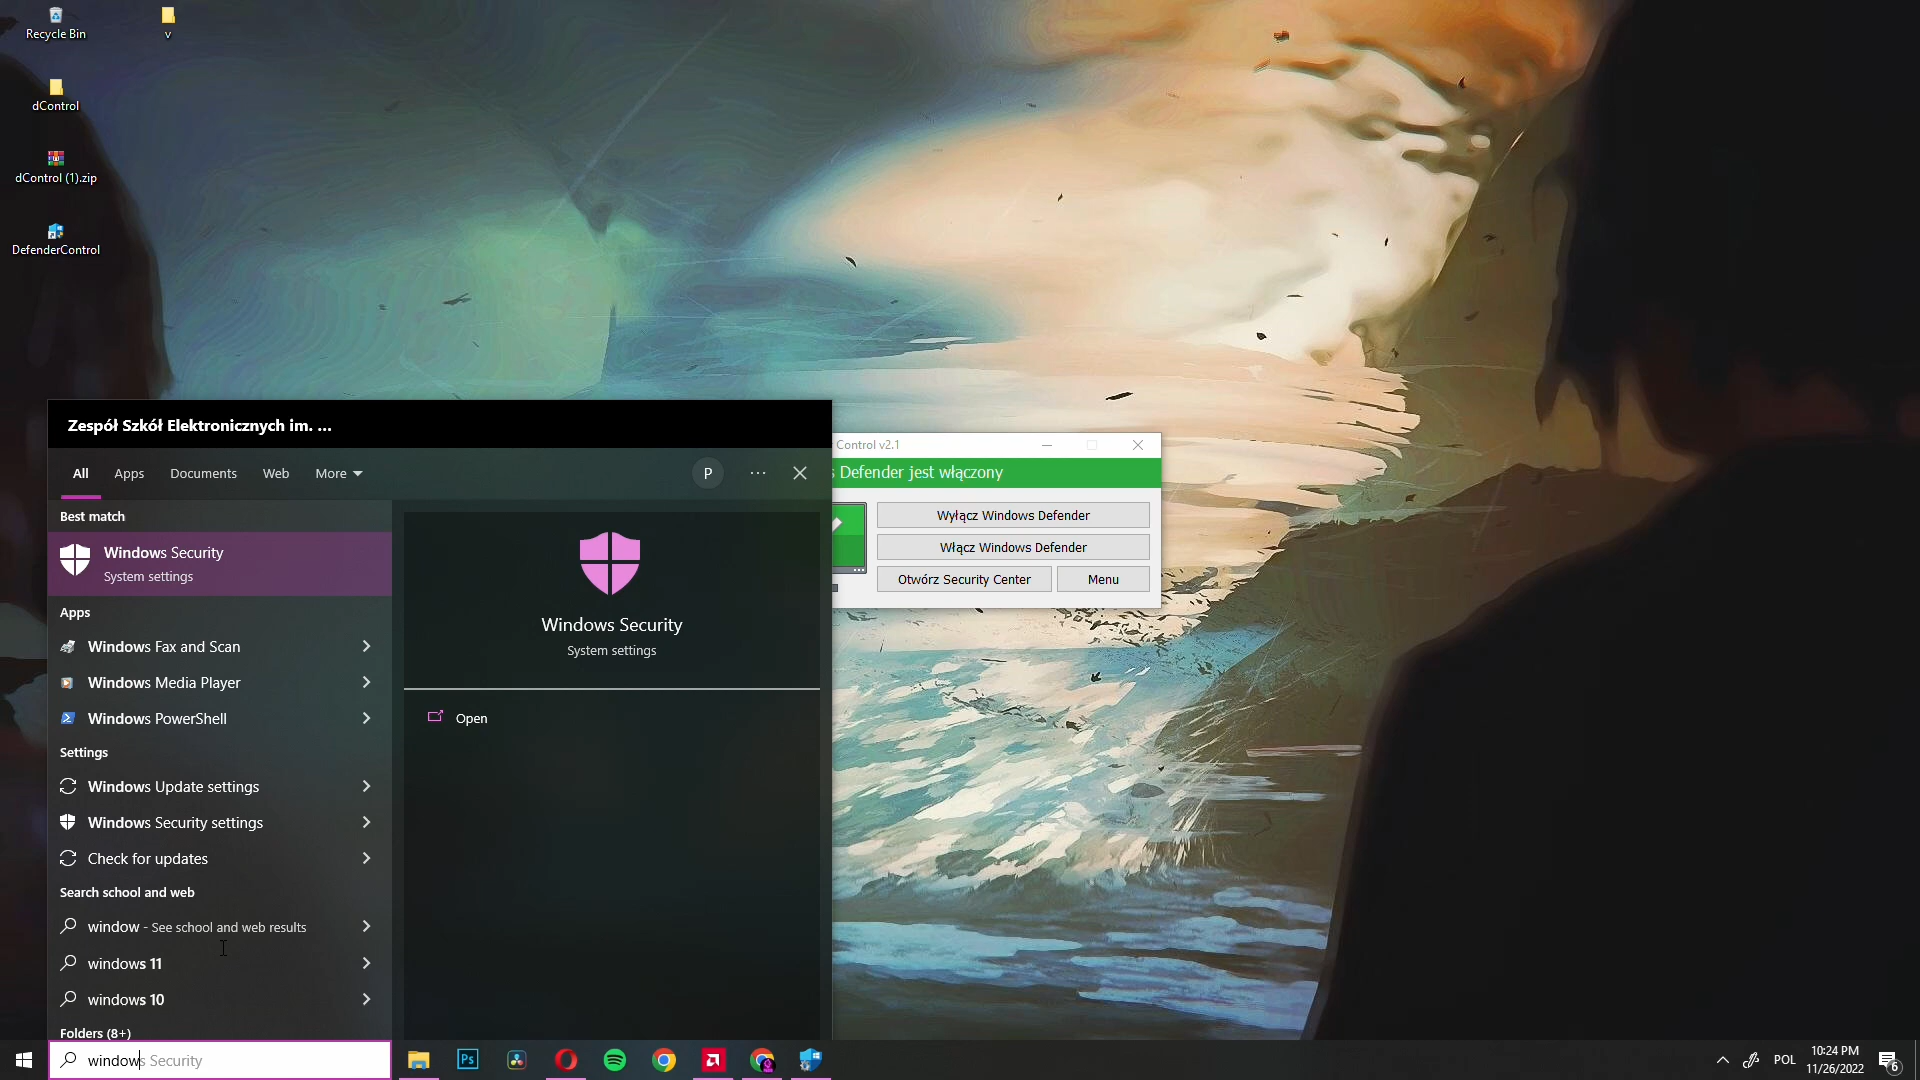 Recycle Bin
v
dControl
dControl (1).zip
DefenderControl
Zespół Szkół Elektronicznych im. ...
All
Apps
Documents
Web
More
P
Best match
Windows Security
System settings
Apps
Windows Fax and Scan
Windows Media Player
Windows PowerShell
Settings
Windows Update settings
Windows Security settings
Check for updates
Search school and web
window - See school and web results
windows 11
windows 10
Folders (8+)
Windows Security
System settings
Open
Control v2.1
s Defender jest włączony
Wyłącz Windows Defender
Włącz Windows Defender
Otwórz Security Center
Menu
windows Security
Ps
POL
10:24 PM
11/26/2022
6